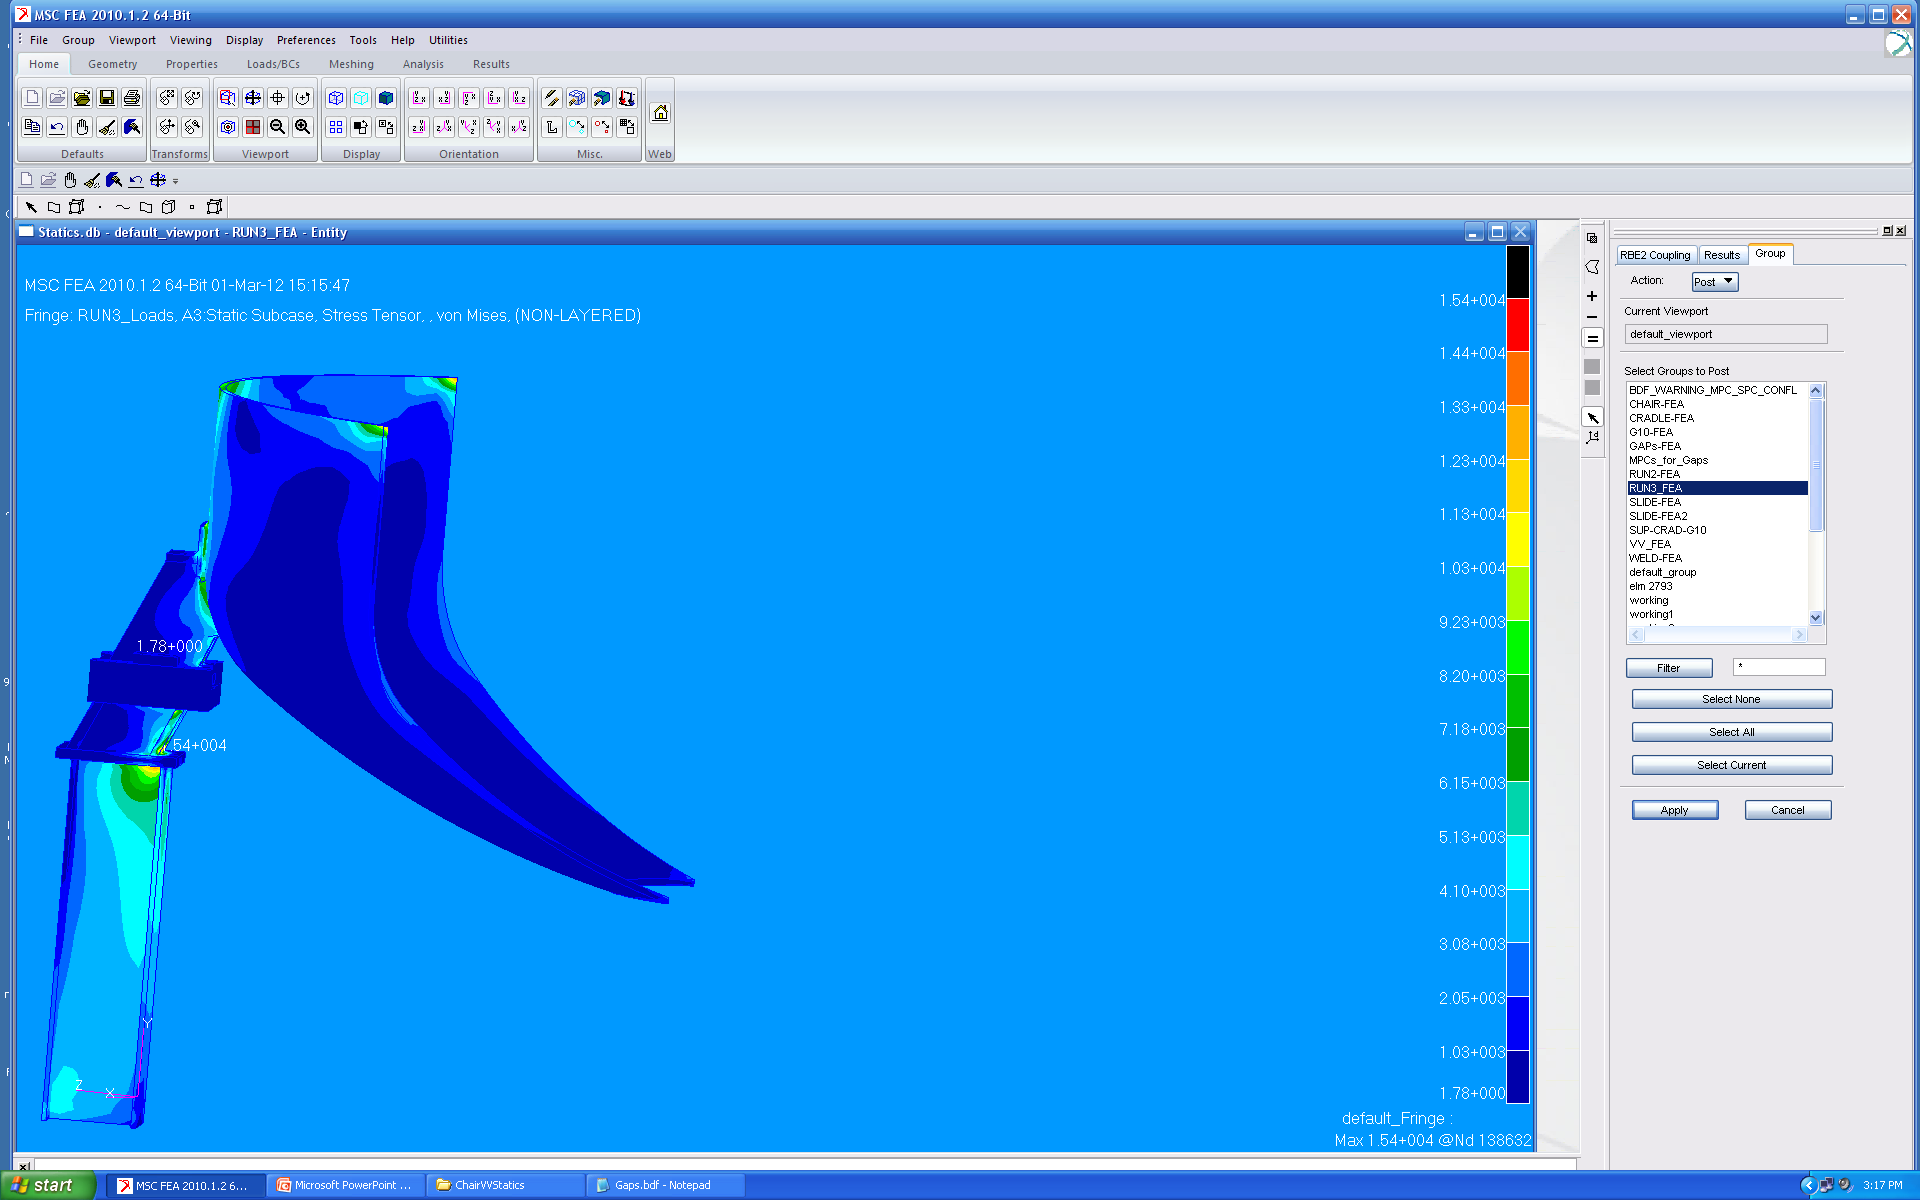 MSC FEA 2010.1.2 64-Bit
File Group Viewport Viewing Display Preferences Tools Help Utilities
Home Geometry Properties Loads/BCs Meshing Analysis Results
Defaults Transforms Viewport Display Orientation Misc. Web
Statics.db - default_viewport - RUN3_FEA - Entity
MSC FEA 2010.1.2 64-Bit 01-Mar-12 15:15:47
Fringe: RUN3_Loads, A3:Static Subcase, Stress Tensor, , von Mises, (NON-LAYERED)
1.78+000
54+004
Y
Z
X
1.54+004
1.44+004
1.33+004
1.23+004
1.13+004
1.03+004
9.23+003
8.20+003
7.18+003
6.15+003
5.13+003
4.10+003
3.08+003
2.05+003
1.03+003
1.78+000
default_Fringe :
Max 1.54+004 @Nd 138632
RBE2 Coupling Results Group
Action: Post
Current Viewport
default_viewport
Select Groups to Post
BDF_WARNING_MPC_SPC_CONFL
CHAIR-FEA
CRADLE-FEA
G10-FEA
GAPs-FEA
MPCs_for_Gaps
RUN2-FEA
RUN3_FEA
SLIDE-FEA
SLIDE-FEA2
SUP-CRAD-G10
VV_FEA
WELD-FEA
default_group
elm 2793
working
working1
Filter *
Select None
Select All
Select Current
Apply Cancel
start MSC FEA 2010.1.2 6... Microsoft PowerPoint ... ChairVVStatics Gaps.bdf - Notepad 3:17 PM